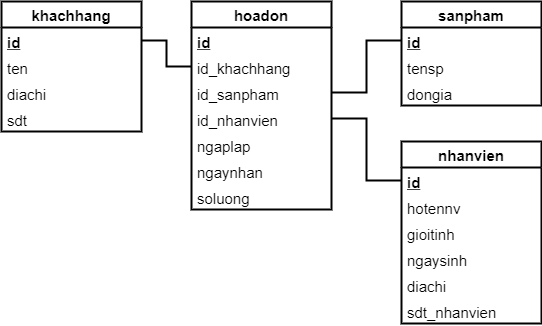 khachhang
id
ten
diachi
sdt
hoadon
id
id_khachhang
id_sanpham
id_nhanvien
ngaplap
ngaynhan
soluong
sanpham
id
tensp
dongia
nhanvien
id
hotennv
gioitinh
ngaysinh
diachi
sdt_nhanvien